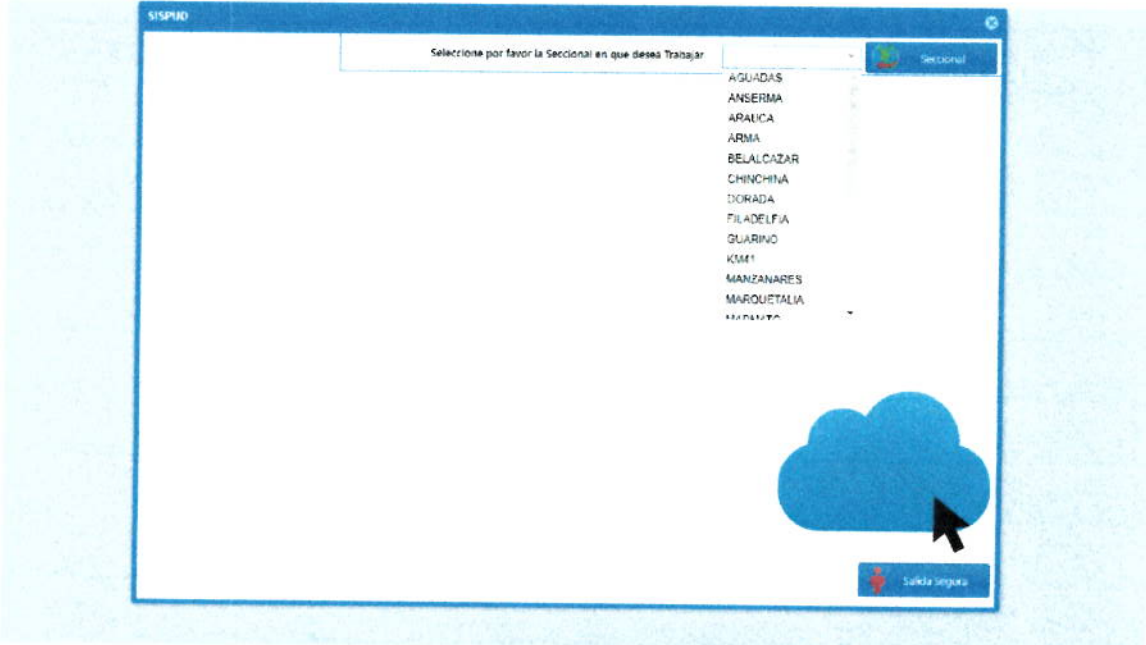 SISPUD
Seleccione por favor la Seccional en que desea Trabajar
Seccional
AGUADAS
ANSERMA
ARAUCA
ARMA
BELALCAZAR
CHINCHINA
DORADA
FILADELFIA
GUARINO
KM41
MANZANARES
MARQUETALIA
Salida Segura